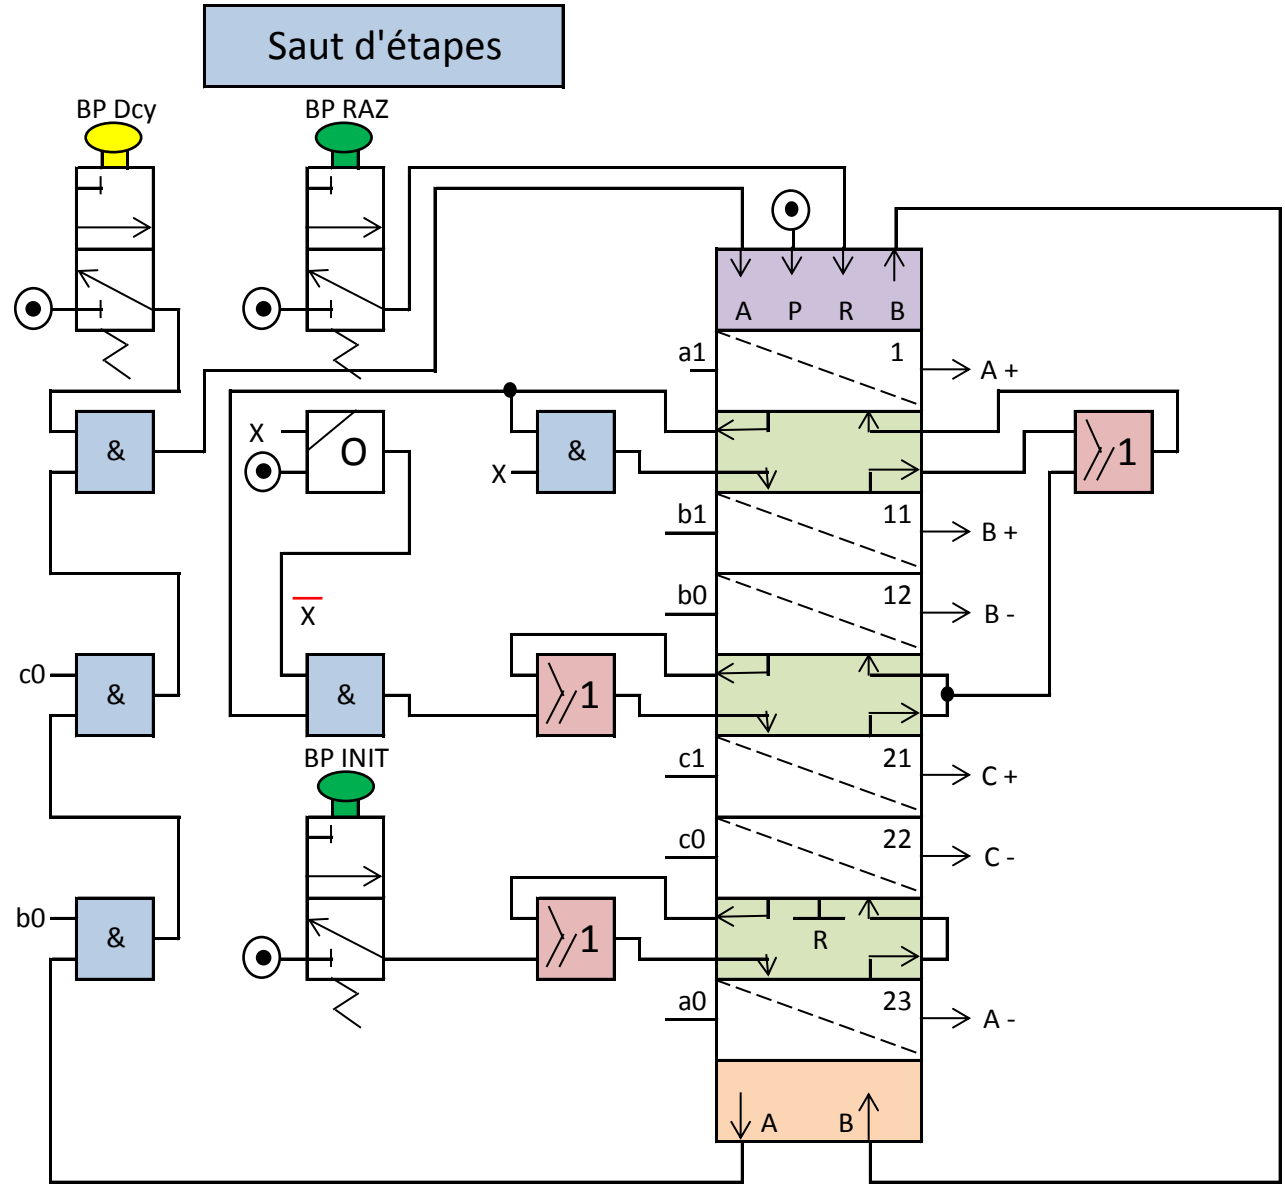 Saut d'étapes
BP Dcy
BP RAZ
A P R B
a1 1 A +
X O & & X ≥1
b1 11 B +
b0 12 B -
X
c0 & & ≥1
BP INIT
c1 21 C +
c0 22 C -
b0 & ≥1 R
a0 23 A -
A B